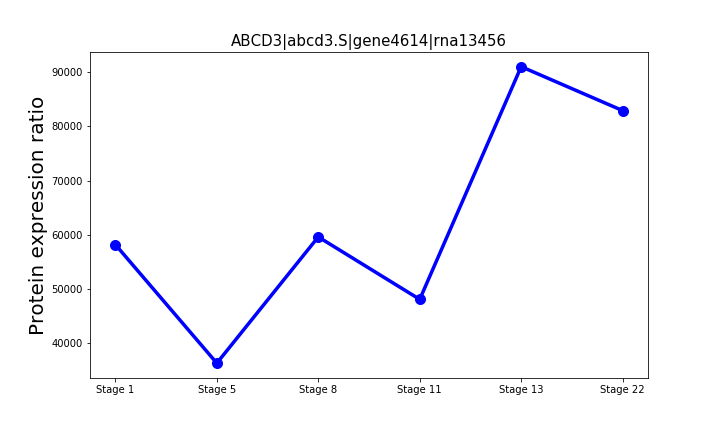 ABCD3|abcd3.S|gene4614|rna13456
Protein expression ratio
90000
80000
70000
60000
50000
40000
Stage 1
Stage 5
Stage 8
Stage 11
Stage 13
Stage 22